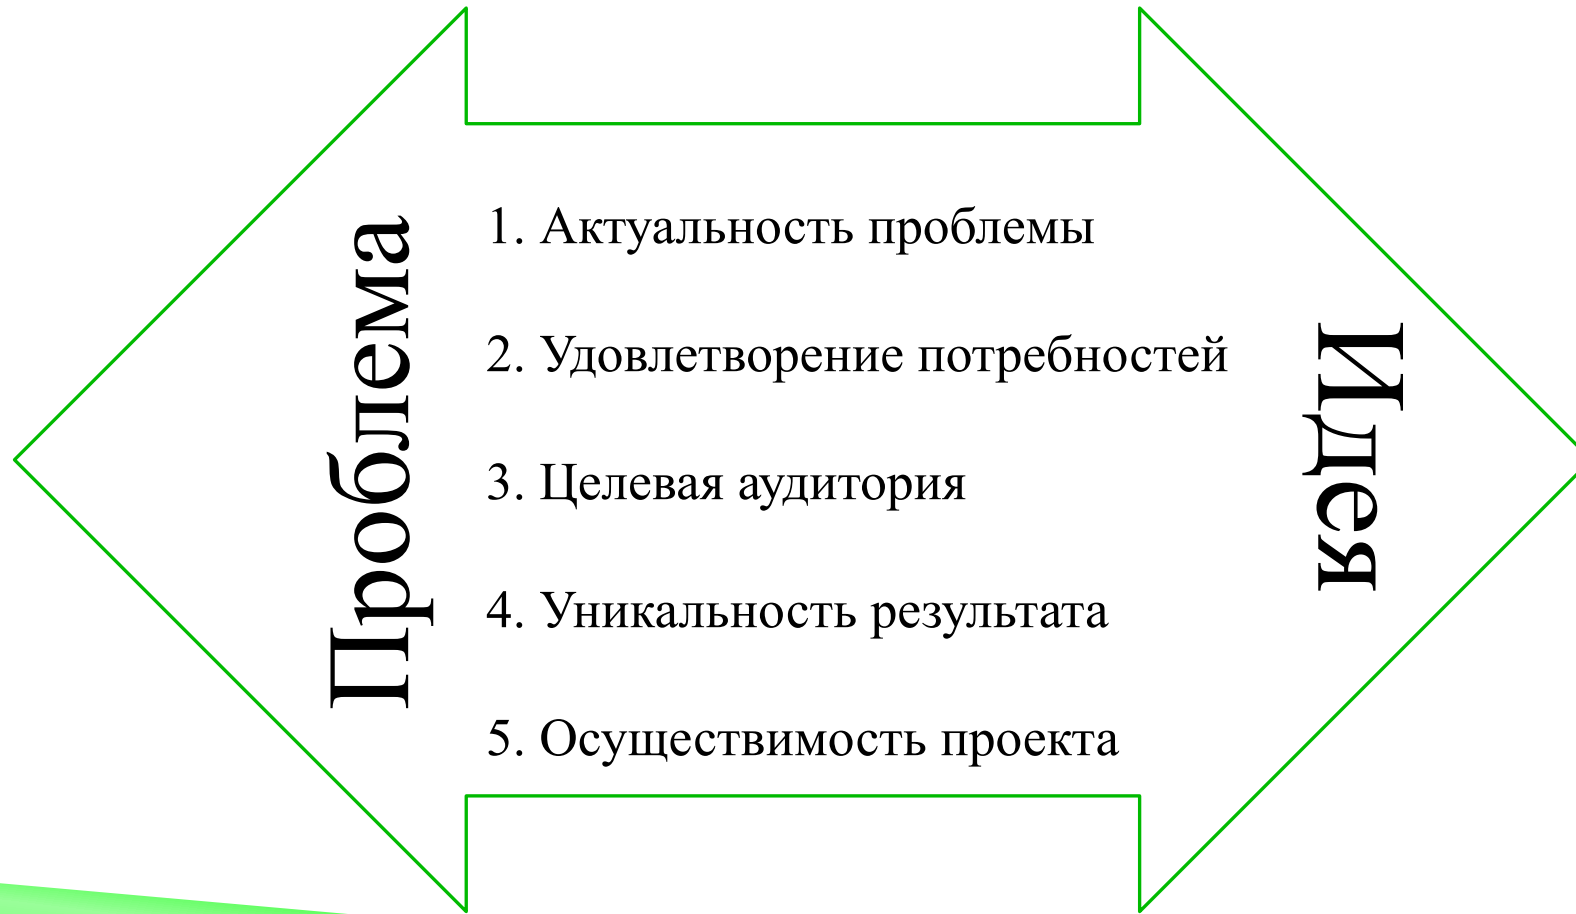 Проблема
1. Актуальность проблемы
2. Удовлетворение потребностей
3. Целевая аудитория
4. Уникальность результата
5. Осуществимость проекта
Идея